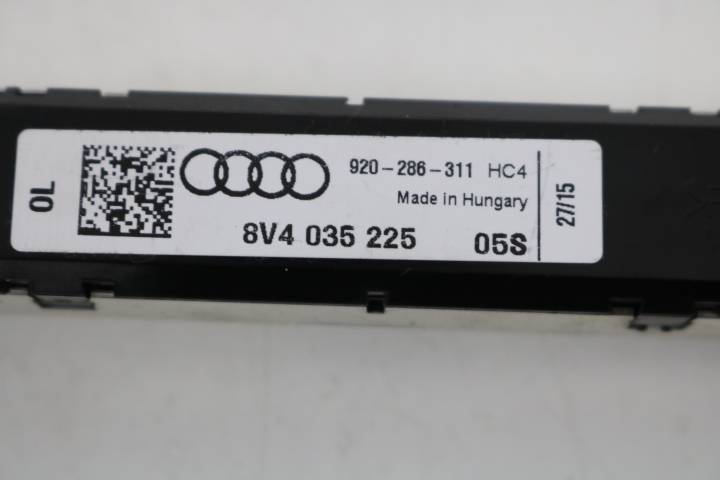 OL
920-286-311 HC4
Made in Hungary
8V4 035 225 05S
27/15